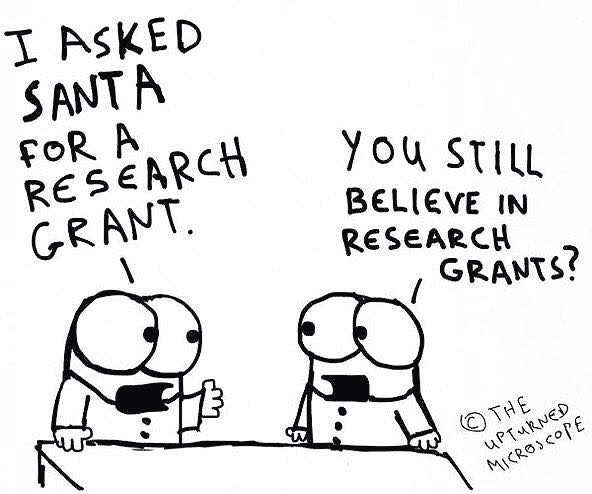 I ASKED
SANTA
FOR A
RESEARCH
GRANT.
YOU STILL
BELIEVE IN
RESEARCH
GRANTS?
© THE
UPTURNED
MICROSCOPE